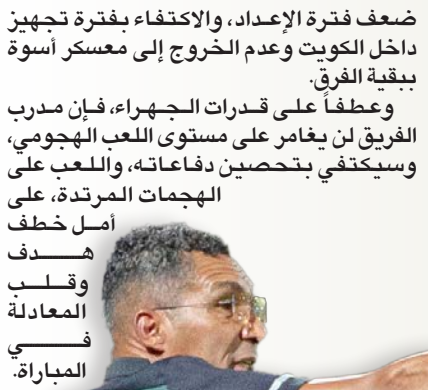 ضعف فترة الإعداد، والاكتفاء بفترة تجهيز
داخل الكويت وعدم الخروج إلى معسكر أسوة
ببقية الفرق.
وعطفاً على قدرات الجهراء، فإن مدرب
الفريق لن يغامر على مستوى اللعب الهجومي،
وسيكتفي بتحصين دفاعاته، واللعب على
الهجمات المرتدة، على
أمل خطف
هدف
وقلب
المعادلة
في
المباراة.